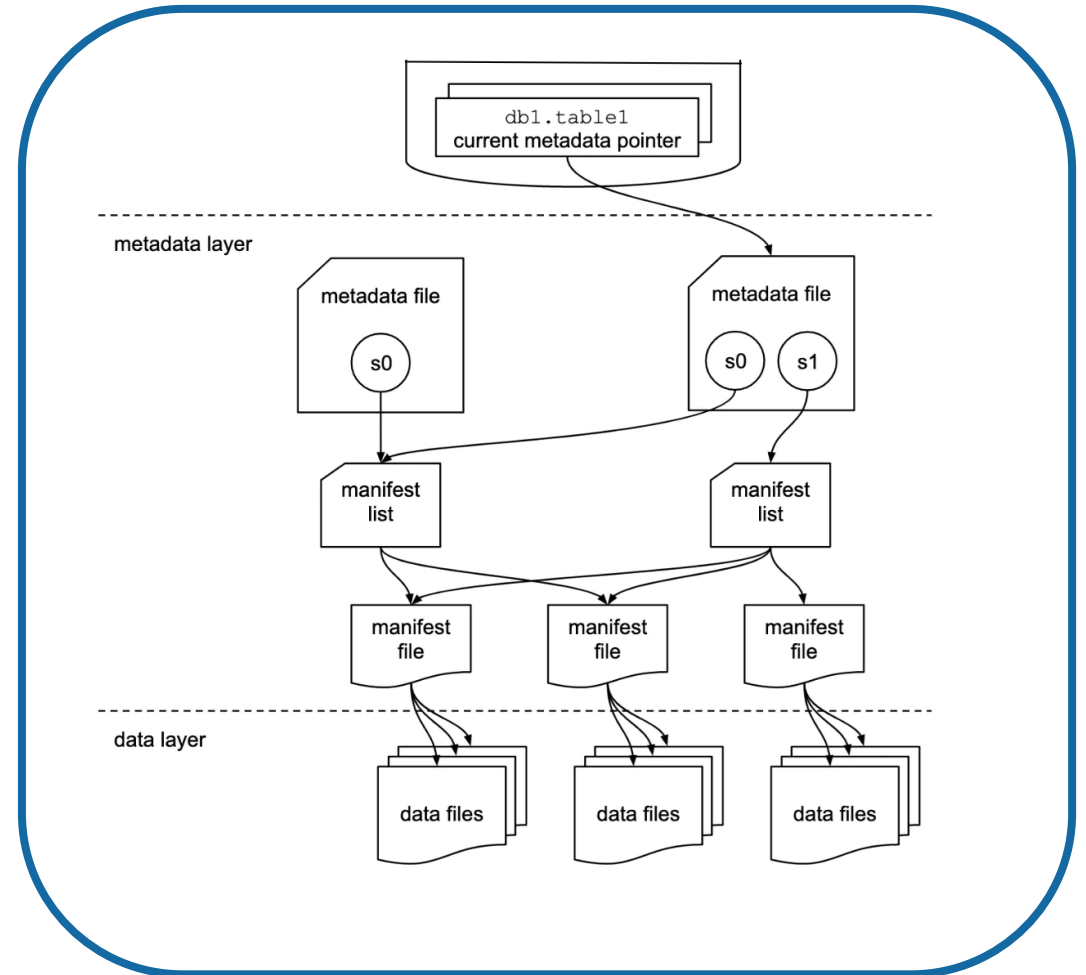 db1.table1
current metadata pointer
metadata layer
metadata file
s0
metadata file
s0
s1
manifest
list
manifest
list
manifest
file
manifest
file
manifest
file
data layer
data files
data files
data files